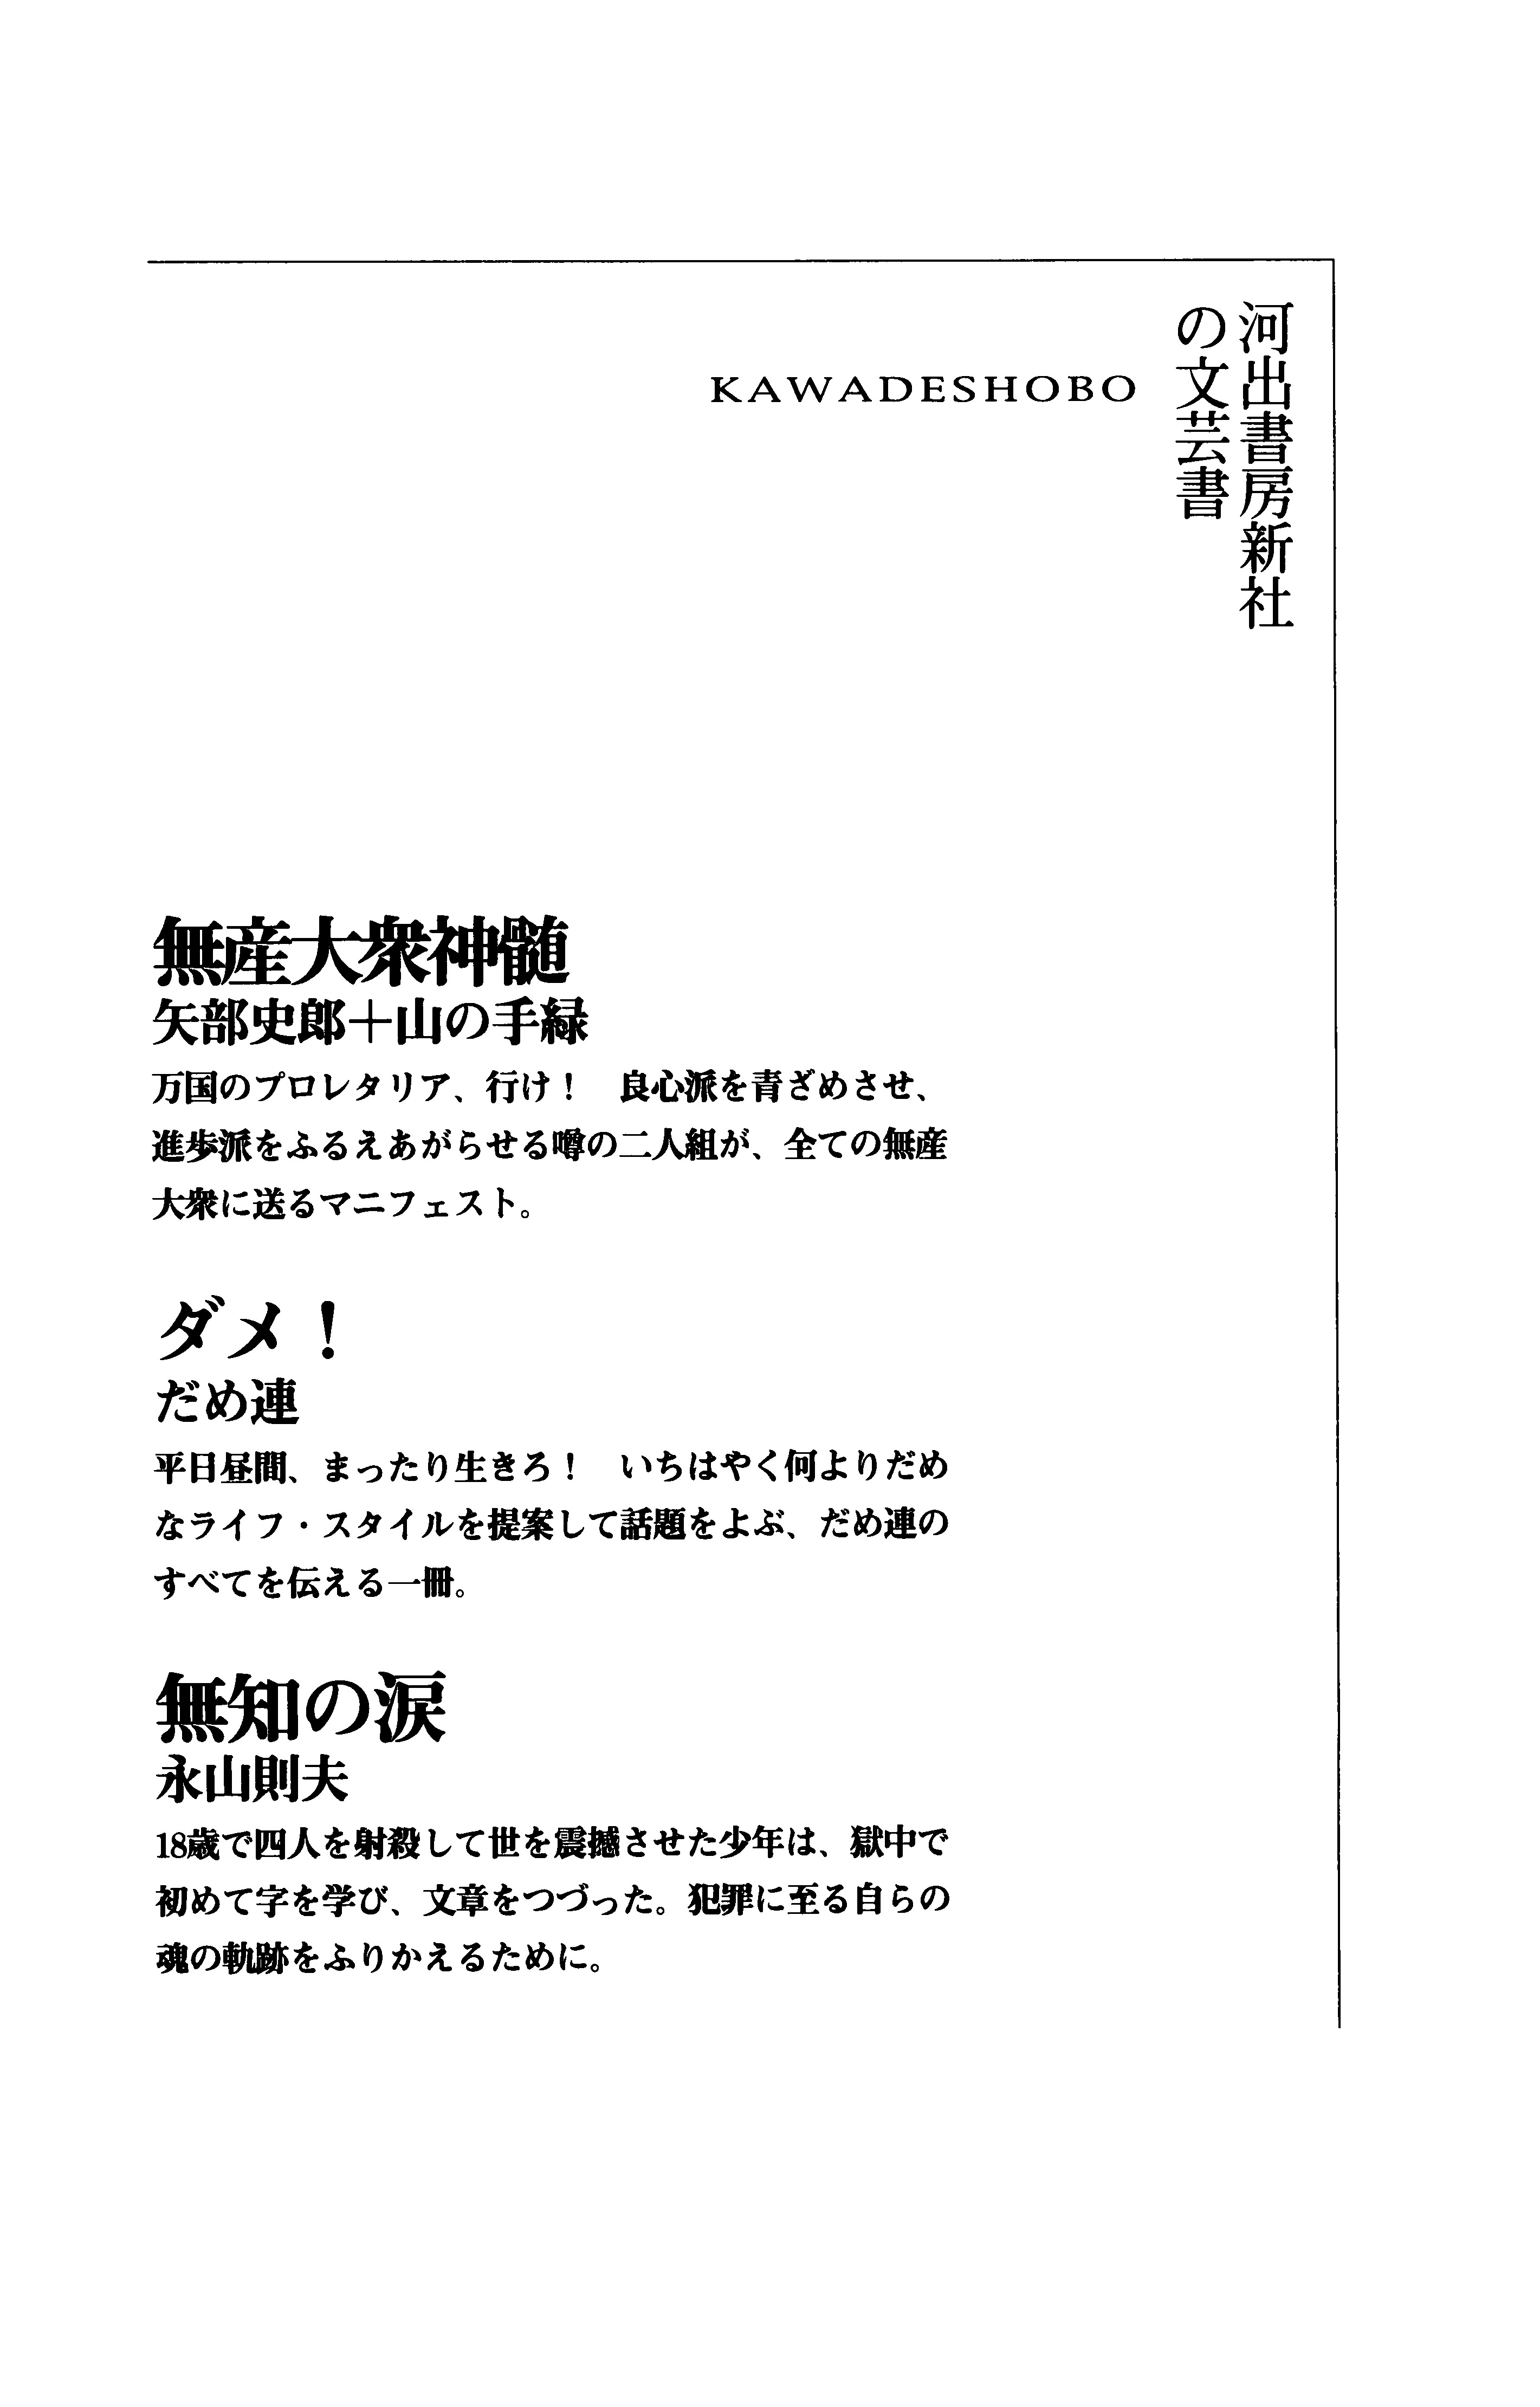 河出書房新社
の文芸書
KAWADESHOBO
無産大衆神髄
矢部史郎+山の手緑
万国のプロレタリア、行け！　良心派を青ざめさせ、
進歩派をふるえあがらせる噂の二人組が、全ての無産
大衆に送るマニフェスト。
ダメ！
だめ連
平日昼間、まったり生きろ！　いちはやく何よりだめ
なライフ・スタイルを提案して話題をよぶ、だめ連の
すべてを伝える一冊。
無知の涙
永山則夫
18歳で四人を射殺して世を震撼させた少年は、獄中で
初めて字を学び、文章をつづった。犯罪に至る自らの
魂の軌跡をふりかえるために。